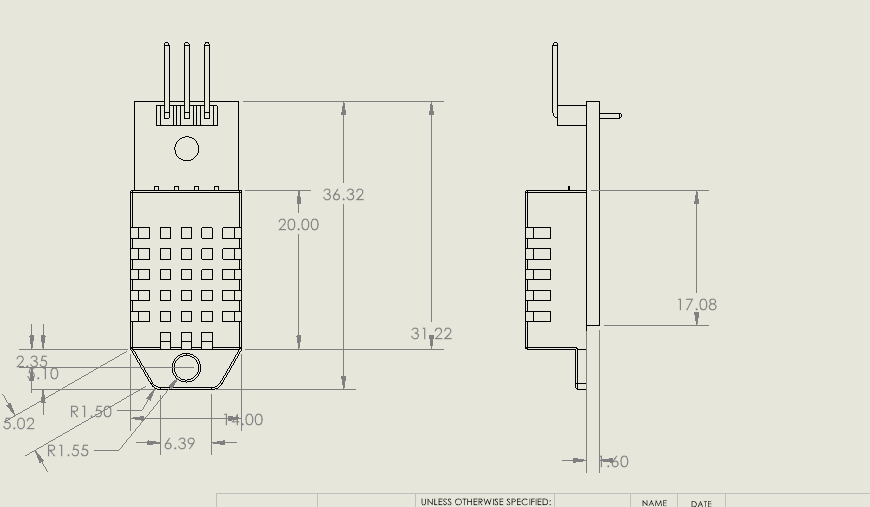 36.32
20.00
17.08
31.22
2.35
5.10
R1.50
14.00
5.02
6.39
R1.55
1.60
UNLESS OTHERWISE SPECIFIED:
NAME
DATE